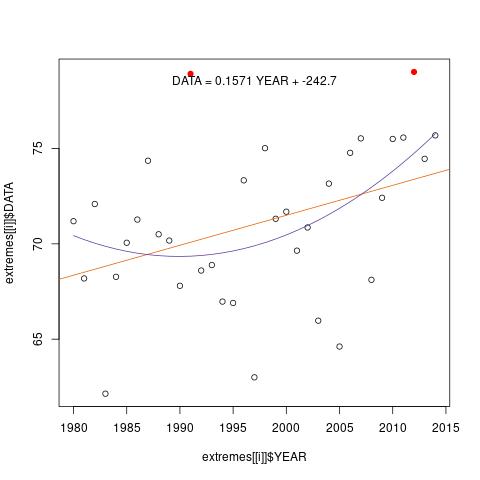 DATA = 0.1571 YEAR + -242.7
75
70
65
extremes[[i]]$DATA
1980 1985 1990 1995 2000 2005 2010 2015
extremes[[i]]$YEAR